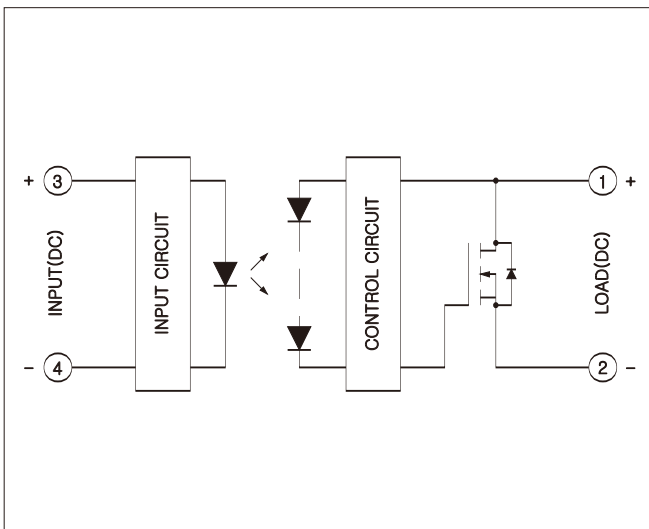 + 3
INPUT(DC)
- 4
INPUT CIRCUIT
CONTROL CIRCUIT
1 +
LOAD(DC)
2 -